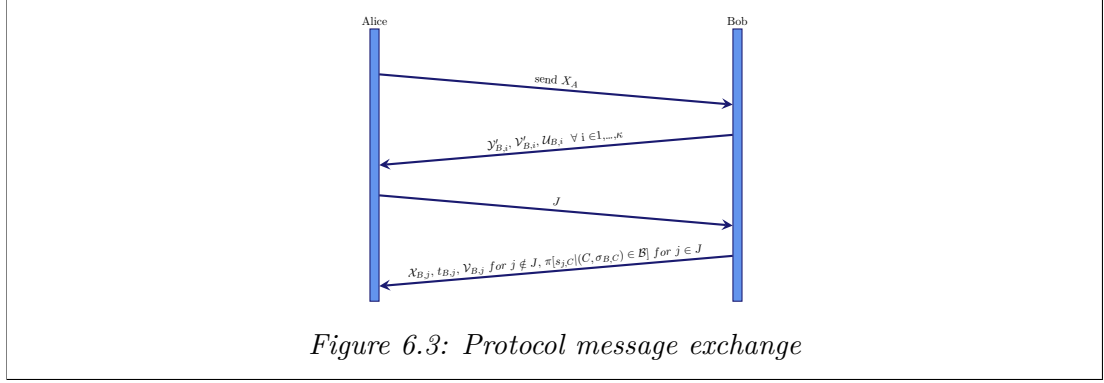 Alice Bob
send X_A
𝒴′_{B,i}, 𝒱′_{B,i}, 𝒰_{B,i} ∀ i ∈1,...,κ
J
𝒳_{B,j}, t_{B,j}, 𝒱_{B,j} for j ∉ J, π[s_{j,C}|(C, σ_{B,C}) ∈ ℬ] for j ∈ J
Figure 6.3: Protocol message exchange